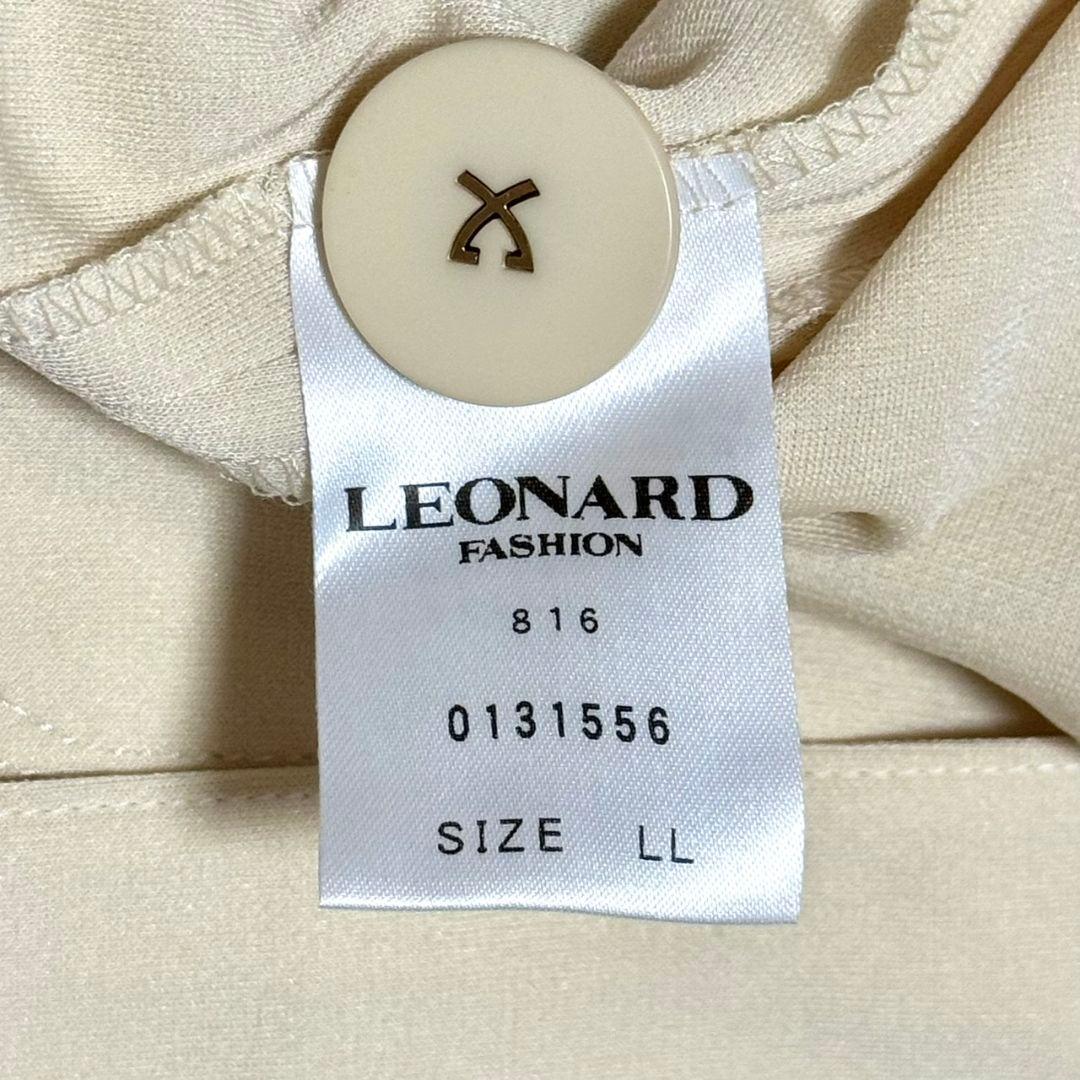 LEONARD
FASHION
816
0131556
SIZE LL